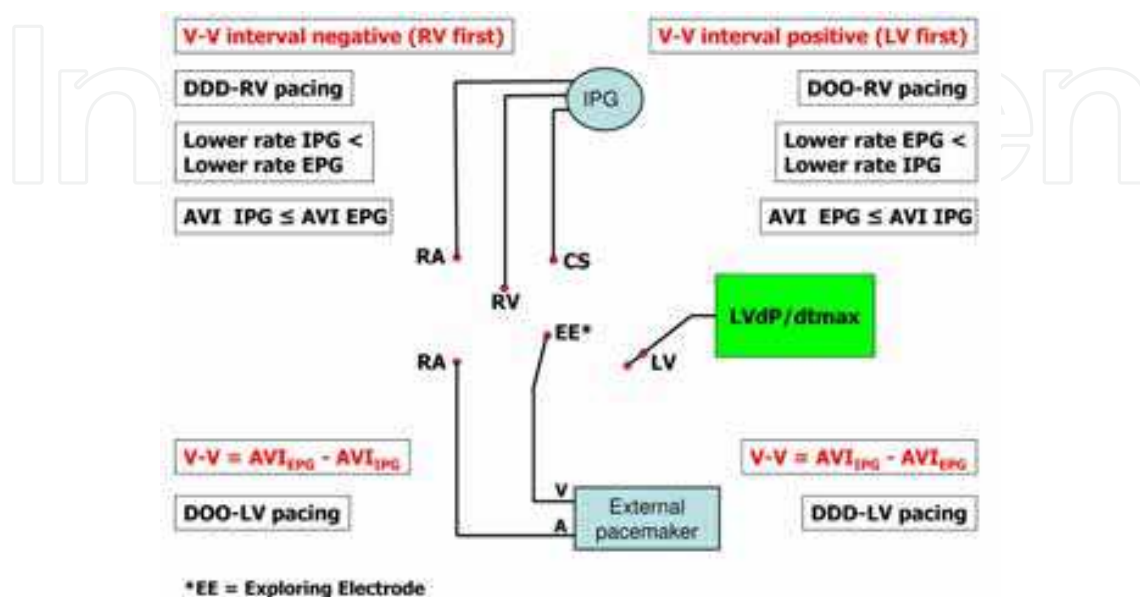 V-V interval negative (RV first)
V-V interval positive (LV first)
DDD-RV pacing
IPG
DOO-RV pacing
Lower rate IPG <
Lower rate EPG
Lower rate EPG <
Lower rate IPG
AVI IPG ≤ AVI EPG
AVI EPG ≤ AVI IPG
RA
CS
RV
LVdP/dtmax
EE*
RA
LV
V-V = AVIEPG - AVIIPG
V-V = AVIIPG - AVIEPG
V
A
External
pacemaker
DOO-LV pacing
DDD-LV pacing
*EE = Exploring Electrode